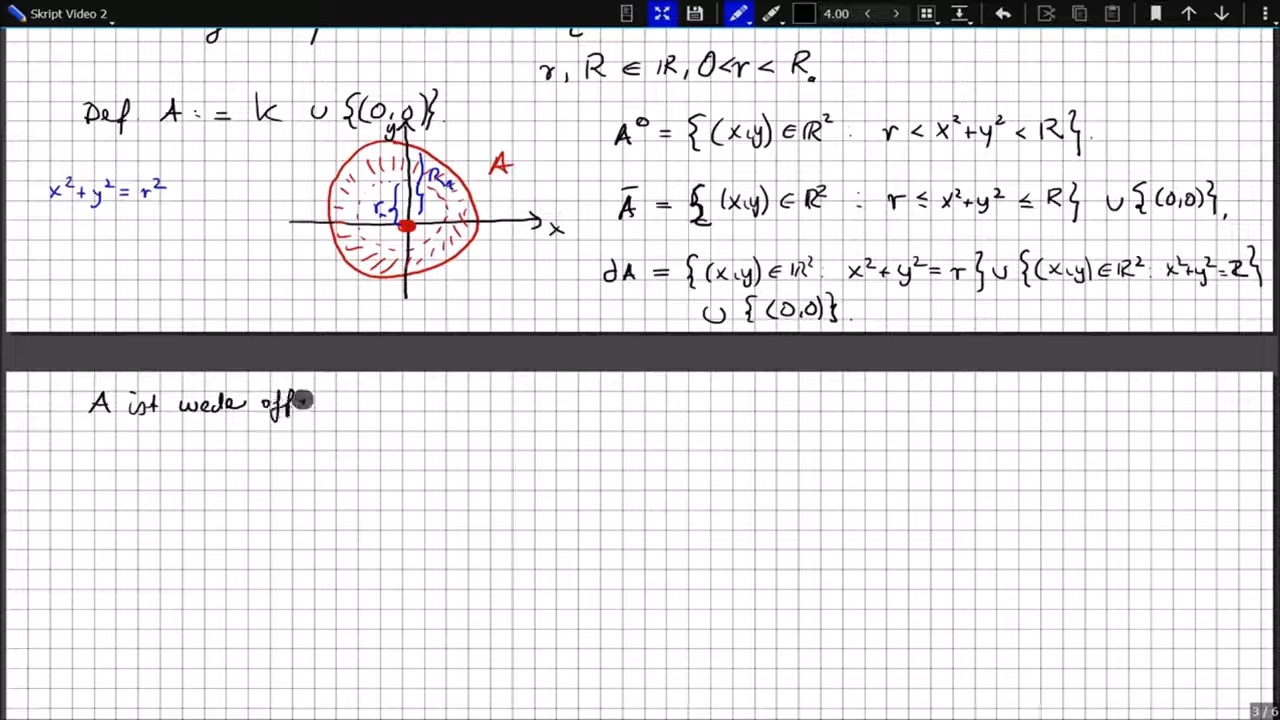 Skript Video 2
4.00
r, R ∈ ℝ, 0<r < R.
Def. A := K ∪ {(0,0)}.
y
A
x² + y² = r²
R
r
x
A° = {(x,y) ∈ ℝ² : r < x²+y² < R}.
Ā = {(x,y) ∈ ℝ² : r ≤ x²+y² ≤ R} ∪ {(0,0)},
∂A = {(x,y) ∈ ℝ² : x²+y² = r} ∪ {(x,y) ∈ ℝ² : x²+y² = R}
∪ {(0,0)}.
A ist weder off
3 / 6